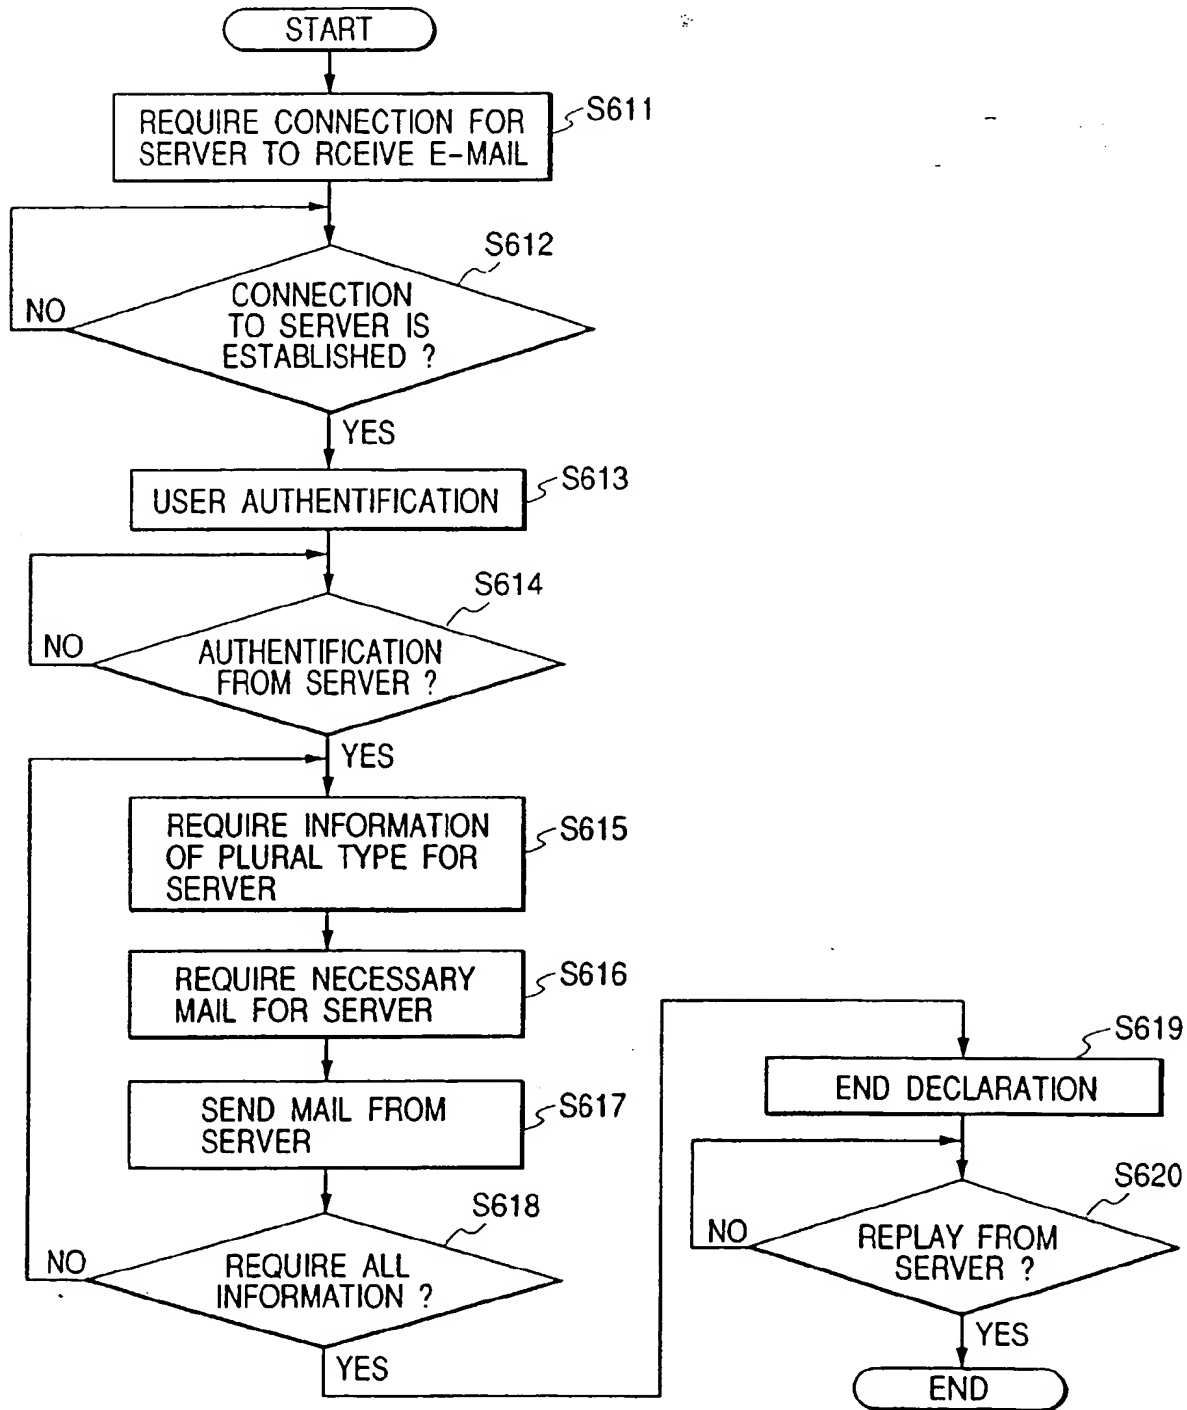 START
REQUIRE CONNECTION FOR
SERVER TO RCEIVE E-MAIL
S611
S612
CONNECTION
TO SERVER IS
ESTABLISHED ?
NO
YES
USER AUTHENTIFICATION
S613
S614
AUTHENTIFICATION
FROM SERVER ?
NO
YES
REQUIRE INFORMATION
OF PLURAL TYPE FOR
SERVER
S615
REQUIRE NECESSARY
MAIL FOR SERVER
S616
SEND MAIL FROM
SERVER
S617
S618
REQUIRE ALL
INFORMATION ?
NO
YES
S619
END DECLARATION
S620
REPLAY FROM
SERVER ?
NO
YES
END